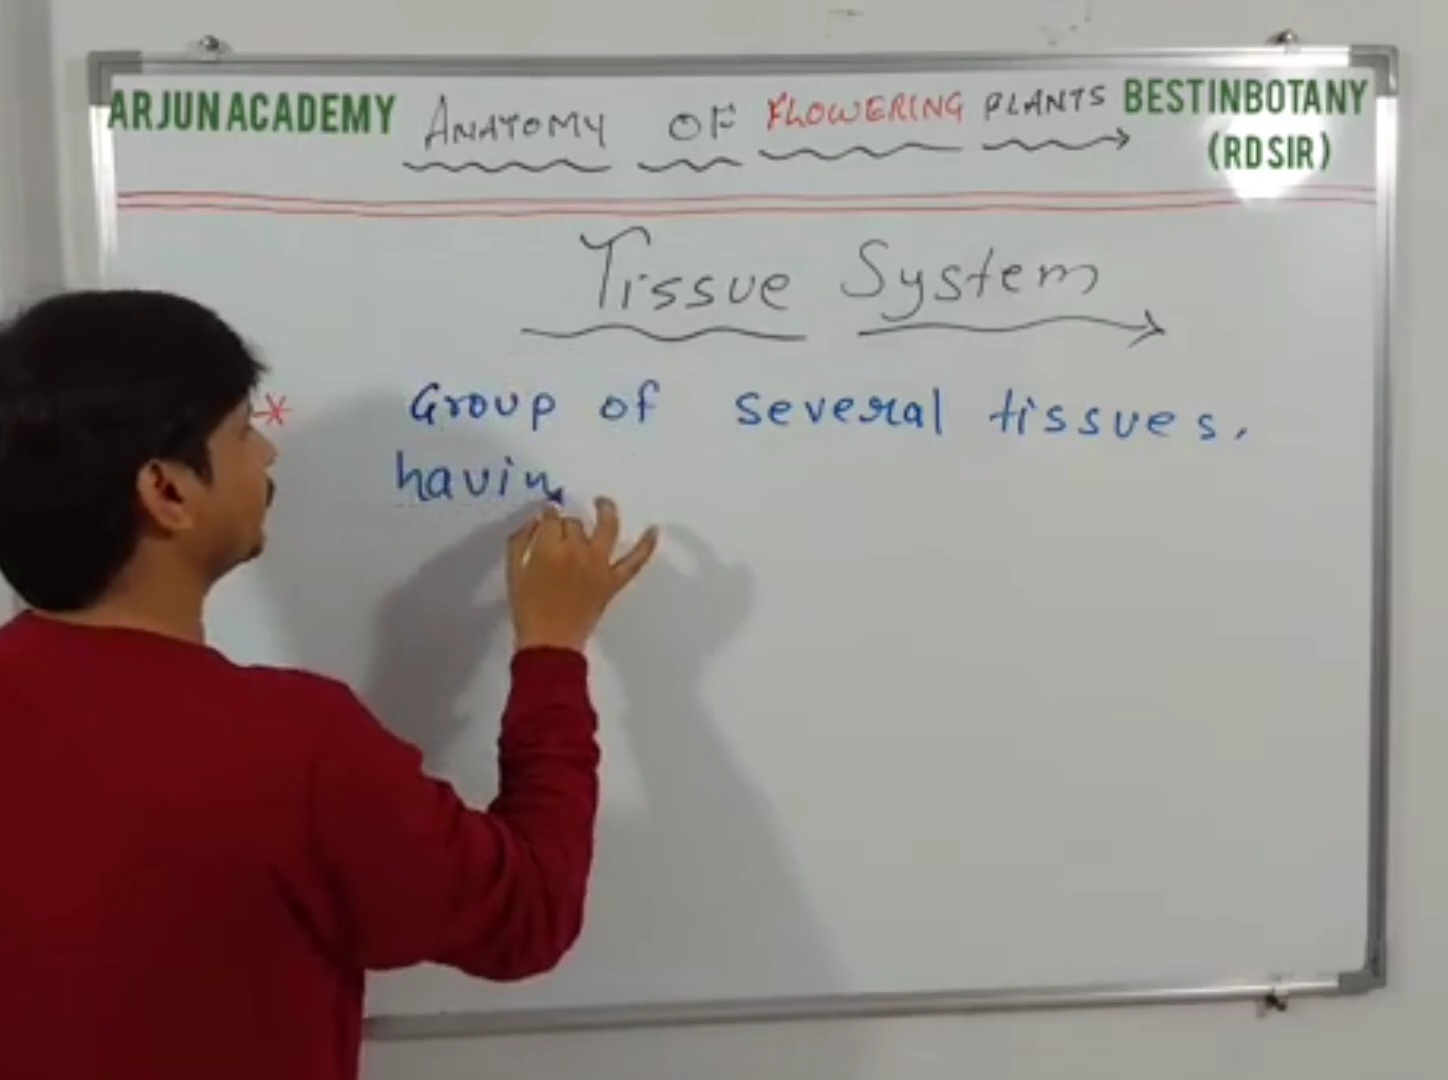 ARJUN ACADEMY ANATOMY OF FLOWERING PLANTS BESTINBOTANY
(RD SIR)
Tissue System
* Group of several tissues,
havin